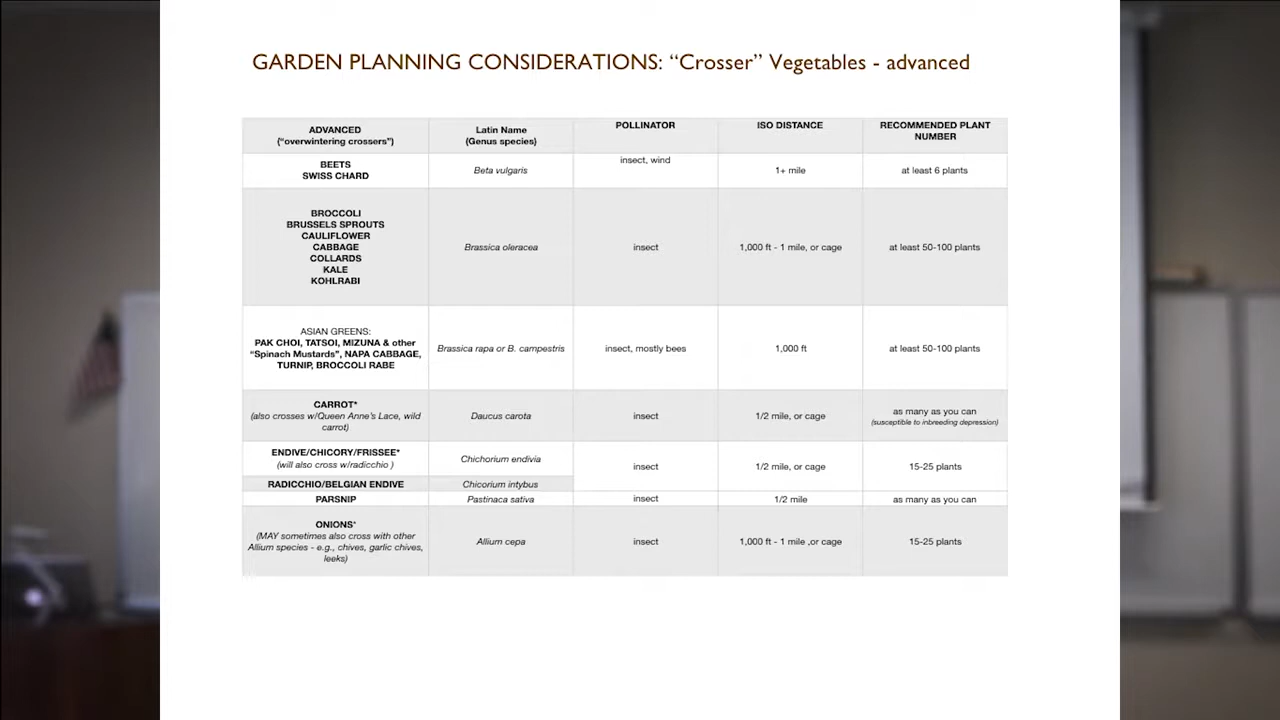 GARDEN PLANNING CONSIDERATIONS: “Crosser” Vegetables - advanced
ADVANCED
(“overwintering crossers”)
Latin Name
(Genus species)
POLLINATOR
ISO DISTANCE
RECOMMENDED PLANT
NUMBER
BEETS
SWISS CHARD
Beta vulgaris
insect, wind
1+ mile
at least 6 plants
BROCCOLI
BRUSSELS SPROUTS
CAULIFLOWER
CABBAGE
COLLARDS
KALE
KOHLRABI
Brassica oleracea
insect
1,000 ft - 1 mile, or cage
at least 50-100 plants
ASIAN GREENS:
PAK CHOI, TATSOI, MIZUNA & other
“Spinach Mustards”, NAPA CABBAGE,
TURNIP, BROCCOLI RABE
Brassica rapa or B. campestris
insect, mostly bees
1,000 ft
at least 50-100 plants
CARROT*
(also crosses w/Queen Anne’s Lace, wild
carrot)
Daucus carota
insect
1/2 mile, or cage
as many as you can
(susceptible to inbreeding depression)
ENDIVE/CHICORY/FRISSEE*
(will also cross w/radicchio )
Chichorium endivia
insect
1/2 mile, or cage
15-25 plants
RADICCHIO/BELGIAN ENDIVE
Chicorium intybus
PARSNIP
Pastinaca sativa
insect
1/2 mile
as many as you can
ONIONS*
(MAY sometimes also cross with other
Allium species - e.g., chives, garlic chives,
leeks)
Allium cepa
insect
1,000 ft - 1 mile ,or cage
15-25 plants